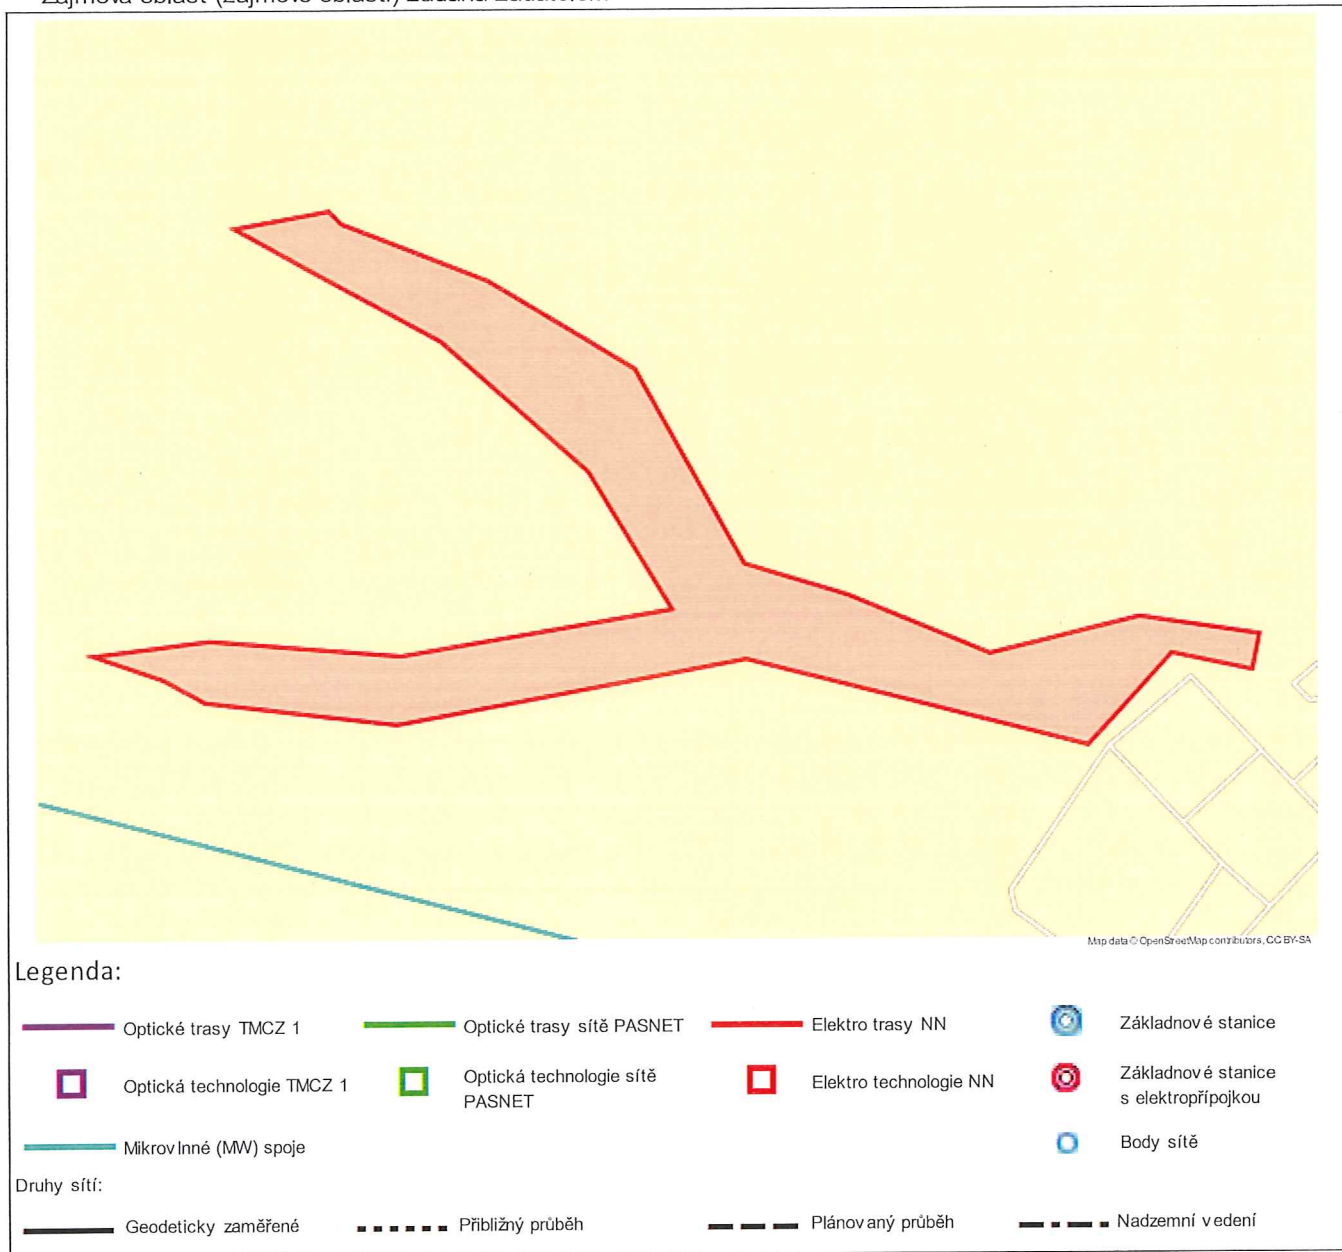 Map data © OpenStreetMap contributors, CC BY-SA
Legenda:
Optické trasy TMCZ 1
Optické trasy sítě PASNET
Elektro trasy NN
Základnové stanice
Optická technologie TMCZ 1
Optická technologie sítě
PASNET
Elektro technologie NN
Základnové stanice
s elektropřípojkou
Mikrovlnné (MW) spoje
Body sítě
Druhy sítí:
Geodeticky zaměřené
Přibližný průběh
Plánovaný průběh
Nadzemní vedení